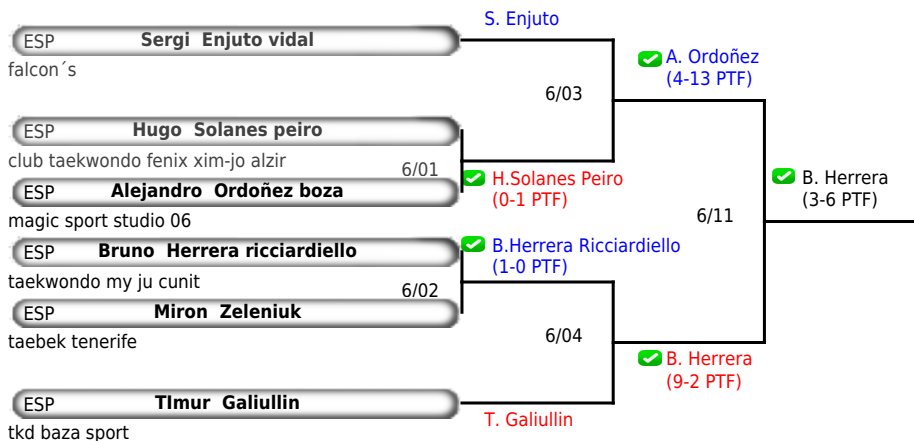 S. Enjuto
ESP Sergi Enjuto vidal
falcon´s
A. Ordoñez
(4-13 PTF)
6/03
ESP Hugo Solanes peiro
club taekwondo fenix xim-jo alzir
6/01
H.Solanes Peiro
(0-1 PTF)
ESP Alejandro Ordoñez boza
magic sport studio 06
B. Herrera
(3-6 PTF)
6/11
ESP Bruno Herrera ricciardiello
taekwondo my ju cunit
B.Herrera Ricciardiello
(1-0 PTF)
6/02
ESP Miron Zeleniuk
taebek tenerife
6/04
B. Herrera
(9-2 PTF)
ESP TImur Galiullin
tkd baza sport
T. Galiullin